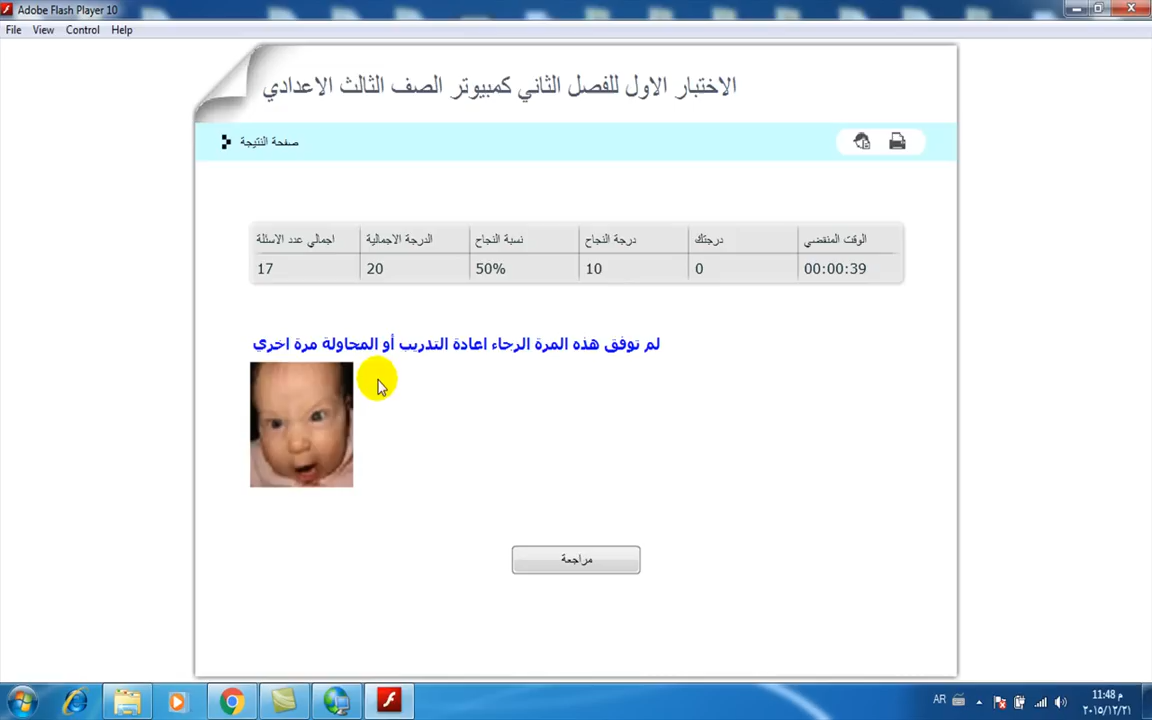 Adobe Flash Player 10
File View Control Help
الاختبار الاول للفصل الثاني كمبيوتر الصف الثالث الاعدادي
صفحة النتيجة
اجمالي عدد الاسئلة الدرجة الاجمالية نسبة النجاح درجة النجاح درجتك الوقت المنقضي
17 20 50% 10 0 00:00:39
لم توفق هذه المرة الرجاء اعادة التدريب أو المحاولة مرة اخري
مراجعة
AR
11:48 م
٢٠١٥/١٢/٢١